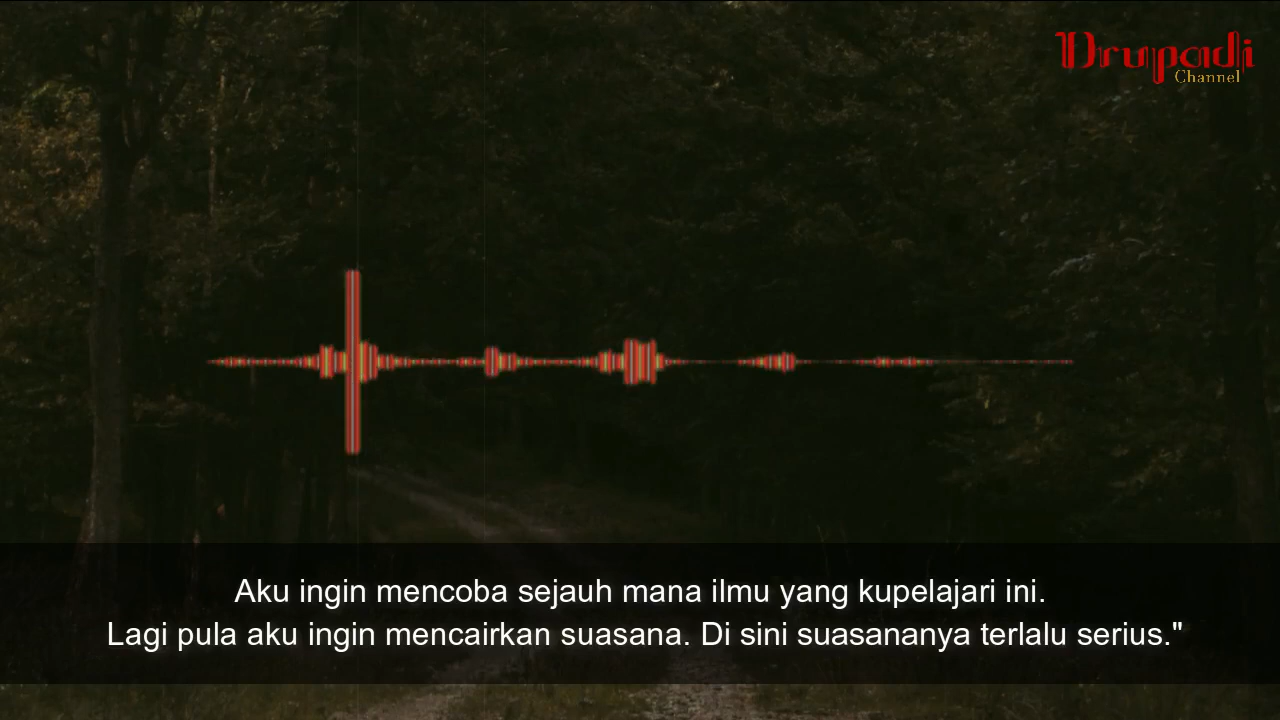 Drupadi
Channel
Aku ingin mencoba sejauh mana ilmu yang kupelajari ini.
Lagi pula aku ingin mencairkan suasana. Di sini suasananya terlalu serius."